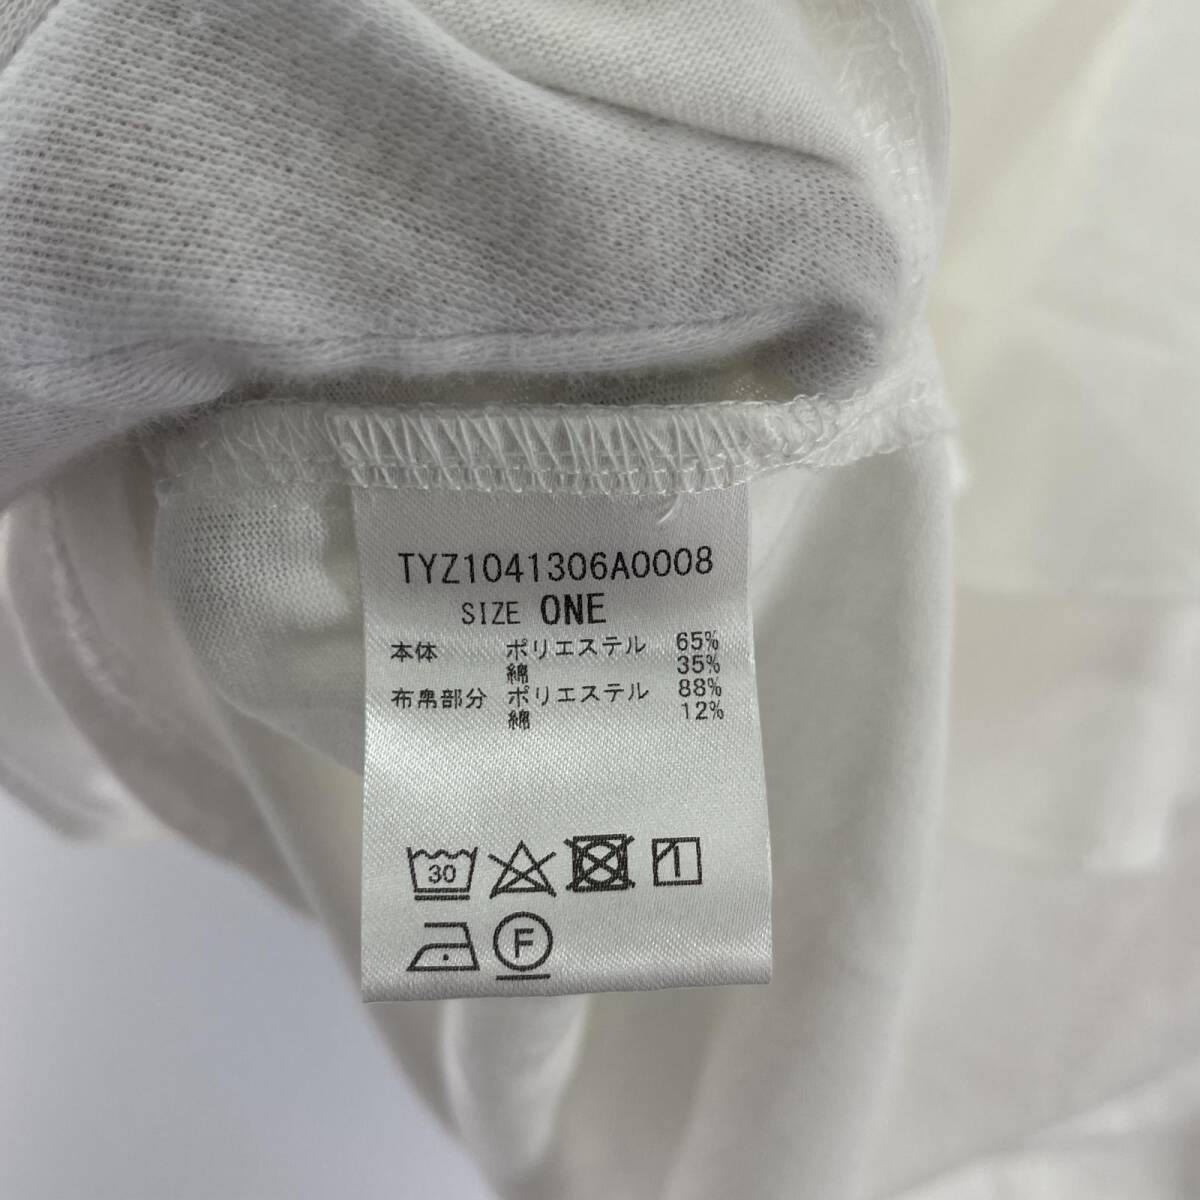 TYZ1041306A0008
SIZE ONE
本体 ポリエステル 65%
綿 35%
布帛部分 ポリエステル 88%
綿 12%
30
1
F